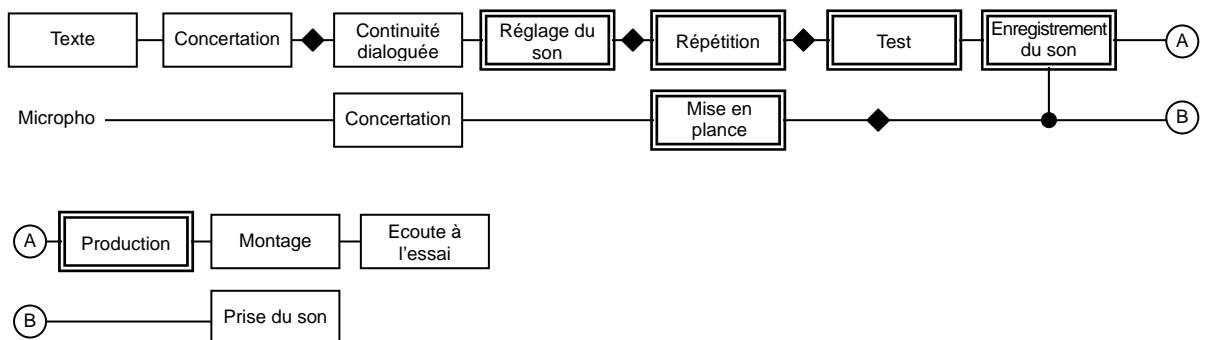 Texte
Concertation
Continuité
dialoguée
Réglage du
son
Répétition
Test
Enregistrement
du son
A
Micropho
Concertation
Mise en
plance
B
A
Production
Montage
Ecoute à
l'essai
B
Prise du son